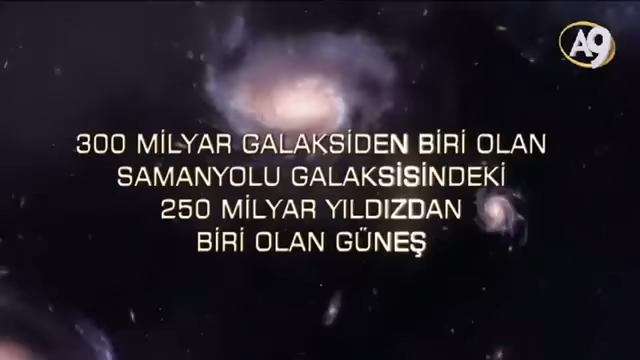 A9
300 MİLYAR GALAKSİDEN BİRİ OLAN
SAMANYOLU GALAKSİSİNDEKİ
250 MİLYAR YILDIZDAN
BİRİ OLAN GÜNEŞ